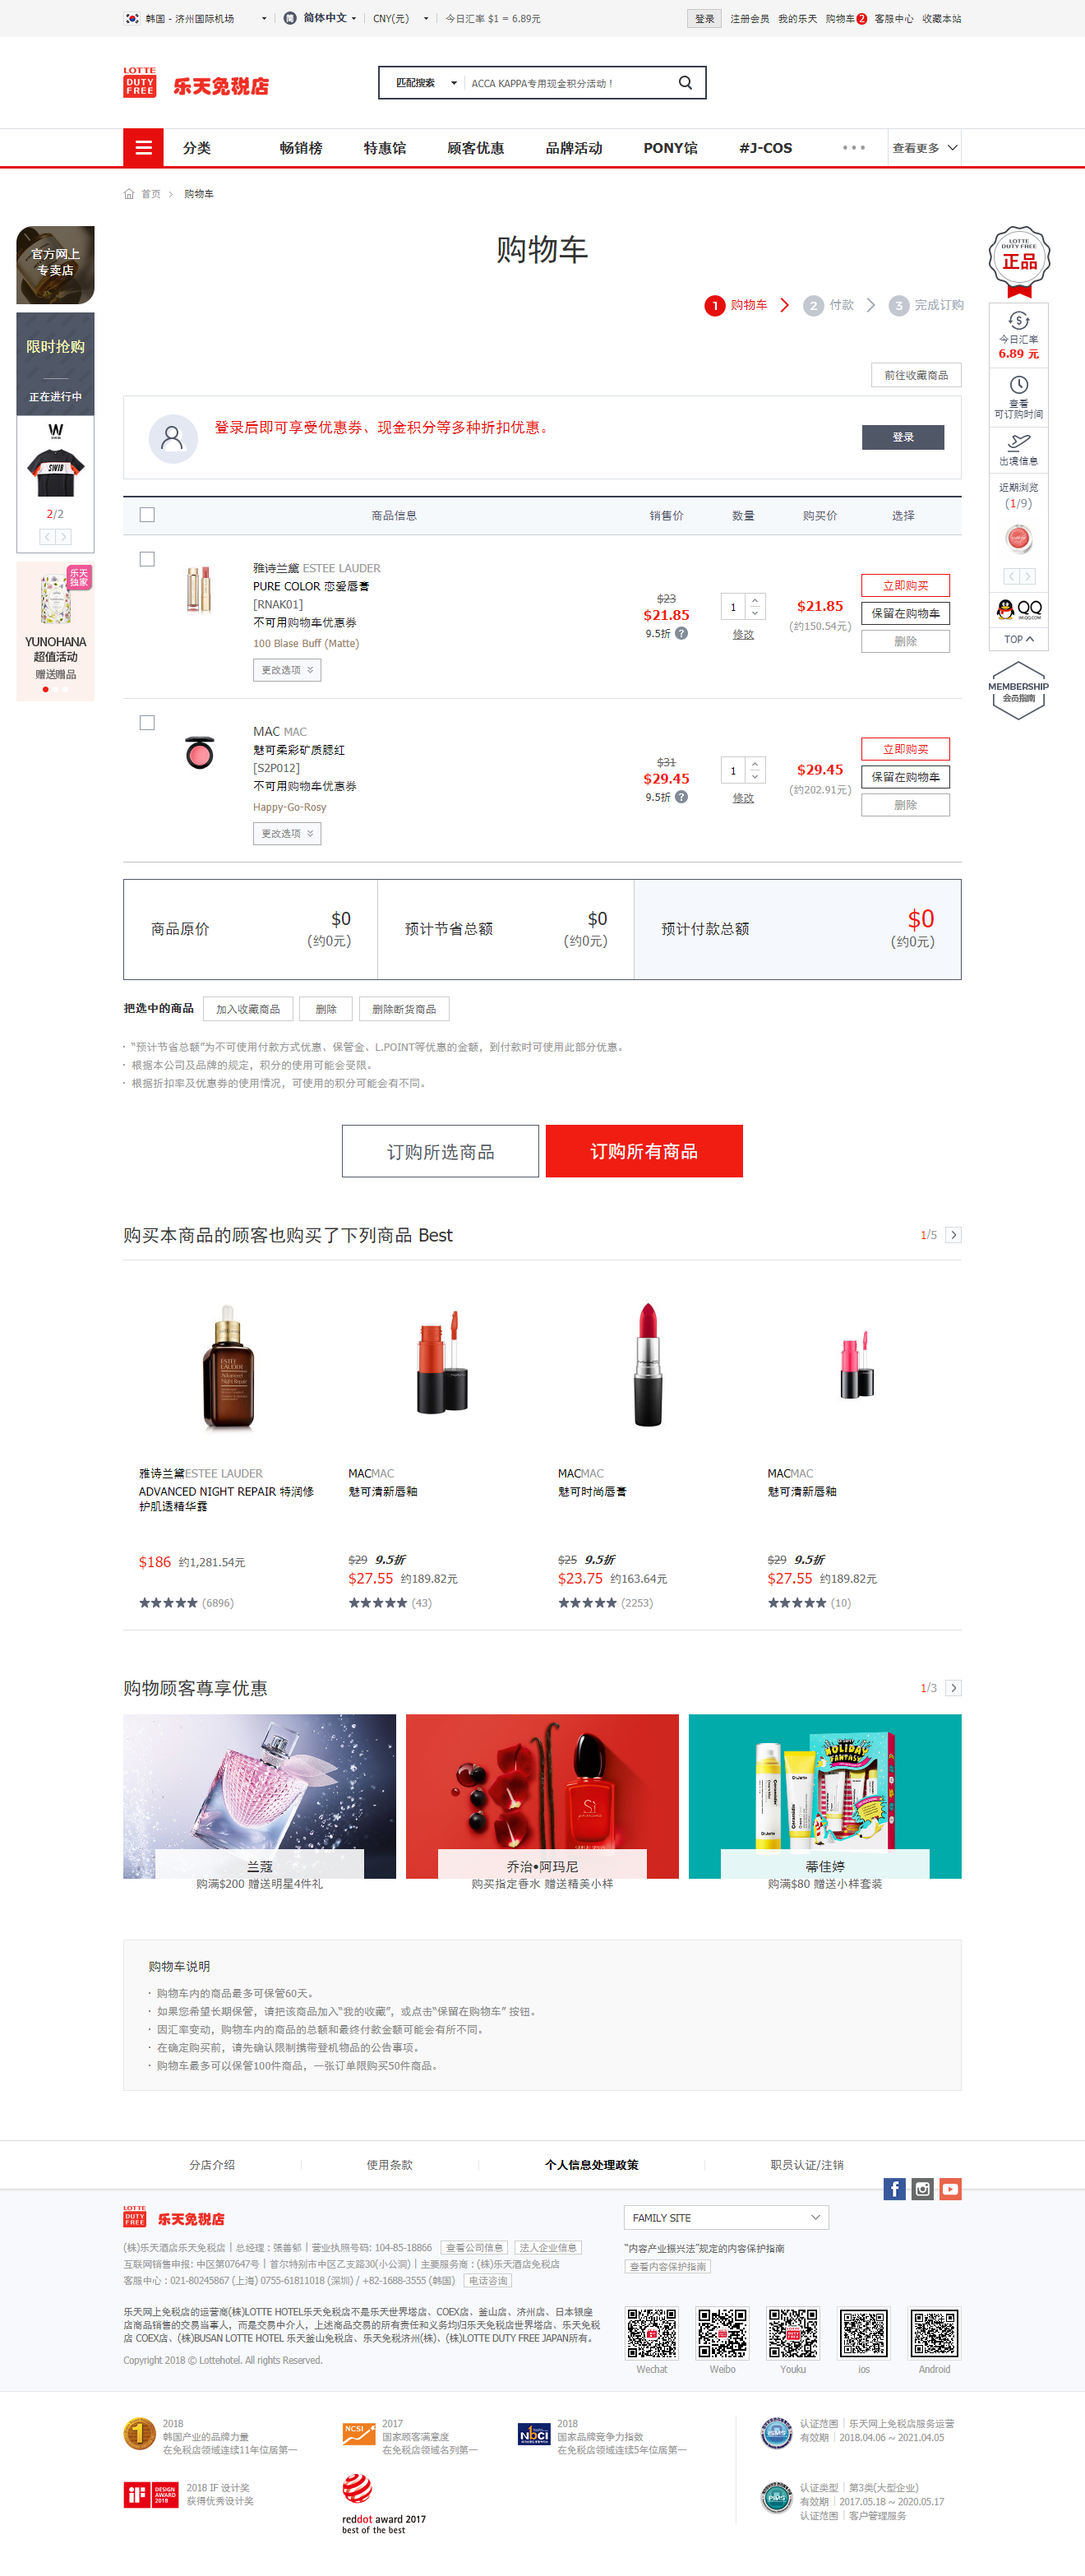 韩国 - 济州国际机场
简 简体中文
CNY(元)
今日汇率 $1 = 6.89元
登录 注册会员 我的乐天 购物车2 客服中心 收藏本站
LOTTE
DUTY
FREE
乐天免税店
匹配搜索
ACCA KAPPA专用现金积分活动！
分类 畅销榜 特惠馆 顾客优惠 品牌活动 PONY馆 #J-COS 查看更多
首页 购物车
官方网上
专卖店
限时抢购
正在进行中
2/2
乐天
独家
YUNOHANA
超值活动
赠送赠品
购物车
1 购物车 2 付款 3 完成订购
前往收藏商品
登录后即可享受优惠券、现金积分等多种折扣优惠。
登录
LOTTE
DUTY FREE
正品
今日汇率
6.89 元
查看
可订购时间
出境信息
近期浏览
(1/9)
QQ
TOP
MEMBERSHIP
会员指南
商品信息 销售价 数量 购买价 选择
雅诗兰黛 ESTEE LAUDER
PURE COLOR 恋爱唇膏
[RNAK01]
不可用购物车优惠券
100 Blase Buff (Matte)
更改选项
$23
$21.85
9.5折 ?
1
修改
$21.85
(约150.54元)
立即购买
保留在购物车
删除
MAC MAC
魅可柔彩矿质腮红
[S2P012]
不可用购物车优惠券
Happy-Go-Rosy
更改选项
$31
$29.45
9.5折 ?
1
修改
$29.45
(约202.91元)
立即购买
保留在购物车
删除
商品原价 $0
(约0元)
预计节省总额 $0
(约0元)
预计付款总额 $0
(约0元)
把选中的商品 加入收藏商品 删除 删除断货商品
· “预计节省总额”为不可使用付款方式优惠、保管金、L.POINT等优惠的金额，到付款时可使用此部分优惠。
· 根据本公司及品牌的规定，积分的使用可能会受限。
· 根据折扣率及优惠券的使用情况，可使用的积分可能会有不同。
订购所选商品 订购所有商品
购买本商品的顾客也购买了下列商品 Best
1/5
雅诗兰黛ESTEE LAUDER
ADVANCED NIGHT REPAIR 特润修
护肌透精华露
$186 约1,281.54元
★★★★★ (6896)
MACMAC
魅可清新唇釉
$29 9.5折
$27.55 约189.82元
★★★★★ (43)
MACMAC
魅可时尚唇膏
$25 9.5折
$23.75 约163.64元
★★★★★ (2253)
MACMAC
魅可清新唇釉
$29 9.5折
$27.55 约189.82元
★★★★★ (10)
购物顾客尊享优惠
1/3
兰蔻
购满$200 赠送明星4件礼
Sì
乔治•阿玛尼
购买指定香水 赠送精美小样
HOLIDAY
FANTASY
蒂佳婷
购满$80 赠送小样套装
购物车说明
· 购物车内的商品最多可保管60天。
· 如果您希望长期保管，请把该商品加入“我的收藏”，或点击“保留在购物车” 按钮。
· 因汇率变动，购物车内的商品的总额和最终付款金额可能会有所不同。
· 在确定购买前，请先确认限制携带登机物品的公告事项。
· 购物车最多可以保管100件商品，一张订单限购买50件商品。
分店介绍 使用条款 个人信息处理政策 职员认证/注销
LOTTE
DUTY
FREE
乐天免税店
(株)乐天酒店乐天免税店 | 总经理 : 張善郁 | 营业执照号码: 104-85-18866 查看公司信息 法人企业信息
互联网销售申报: 中区第07647号 | 首尔特别市中区乙支路30(小公洞) | 主要服务商 : (株)乐天酒店免税店
客服中心 : 021-80245867 (上海) 0755-61811018 (深圳) / +82-1688-3555 (韩国) 电话咨询
乐天网上免税店的运营商(株)LOTTE HOTEL乐天免税店不是乐天世界塔店、COEX店、釜山店、济州店、日本银座
店商品销售的交易当事人，而是交易中介人，上述商品交易的所有责任和义务均归乐天免税店世界塔店、乐天免税
店 COEX店、(株)BUSAN LOTTE HOTEL 乐天釜山免税店、乐天免税济州(株)、(株)LOTTE DUTY FREE JAPAN所有。
Copyright 2018 © Lottehotel. All rights Reserved.
FAMILY SITE
“内容产业振兴法”规定的内容保护指南
查看内容保护指南
Wechat Weibo Youku ios Android
2018
韩国产业的品牌力量
在免税店领域连续11年位居第一
NCSI
2017
国家顾客满意度
在免税店领域名列第一
NBCI
2018
国家品牌竞争力指数
在免税店领域连续5年位居第一
认证范围 | 乐天网上免税店服务运营
有效期 | 2018.04.06 ~ 2021.04.05
iF
DESIGN
AWARD
2018
2018 IF 设计奖
获得优秀设计奖
reddot award 2017
best of the best
认证类型 | 第3类(大型企业)
有效期 | 2017.05.18 ~ 2020.05.17
认证范围 | 客户管理服务